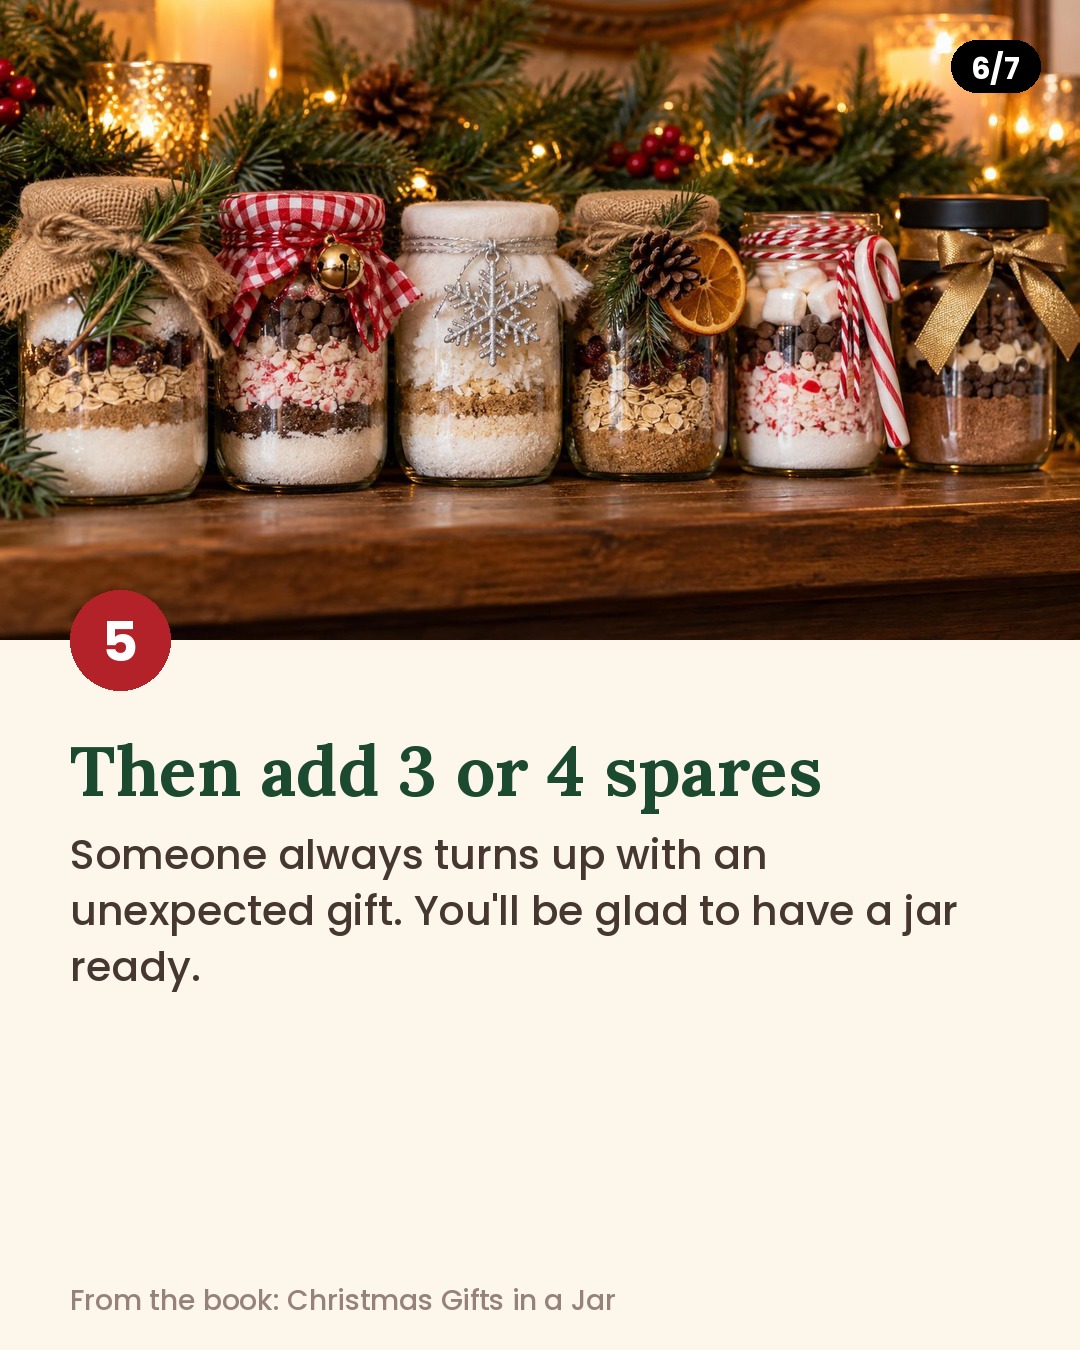 6/7
5
Then add 3 or 4 spares
Someone always turns up with an
unexpected gift. You'll be glad to have a jar
ready.
From the book: Christmas Gifts in a Jar